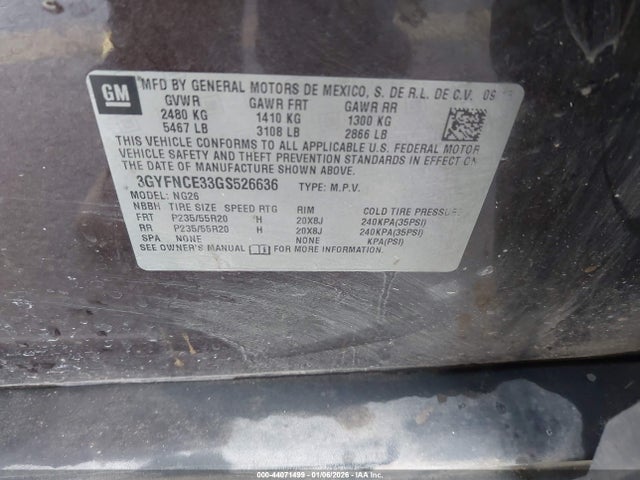 GM
MFD BY GENERAL MOTORS DE MEXICO, S. DE R.L. DE C.V. 09
GVWR GAWR FRT GAWR RR
2480 KG 1410 KG 1300 KG
5467 LB 3108 LB 2866 LB
THIS VEHICLE CONFORMS TO ALL APPLICABLE U.S. FEDERAL MOTOR
VEHICLE SAFETY AND THEFT PREVENTION STANDARDS IN EFFECT ON
THE DATE OF MANUFACTURE SHOWN ABOVE.
3GYFNCE33GS526636 TYPE: M.P.V.
MODEL: NG26
NBBH TIRE SIZE SPEED RTG RIM COLD TIRE PRESSURE
FRT P235/55R20 H 20X8J 240KPA(35PSI)
RR P235/55R20 H 20X8J 240KPA(35PSI)
SPA NONE NONE KPA(PSI)
SEE OWNER'S MANUAL FOR MORE INFORMATION.
000-44071499 - 01/06/2026 - IAA Inc.